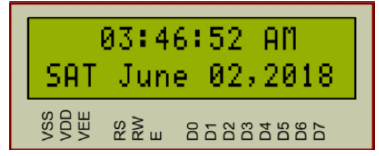 03:46:52 AM
SAT June 02,2018
VSS VDD VEE RS RW E D0 D1 D2 D3 D4 D5 D6 D7